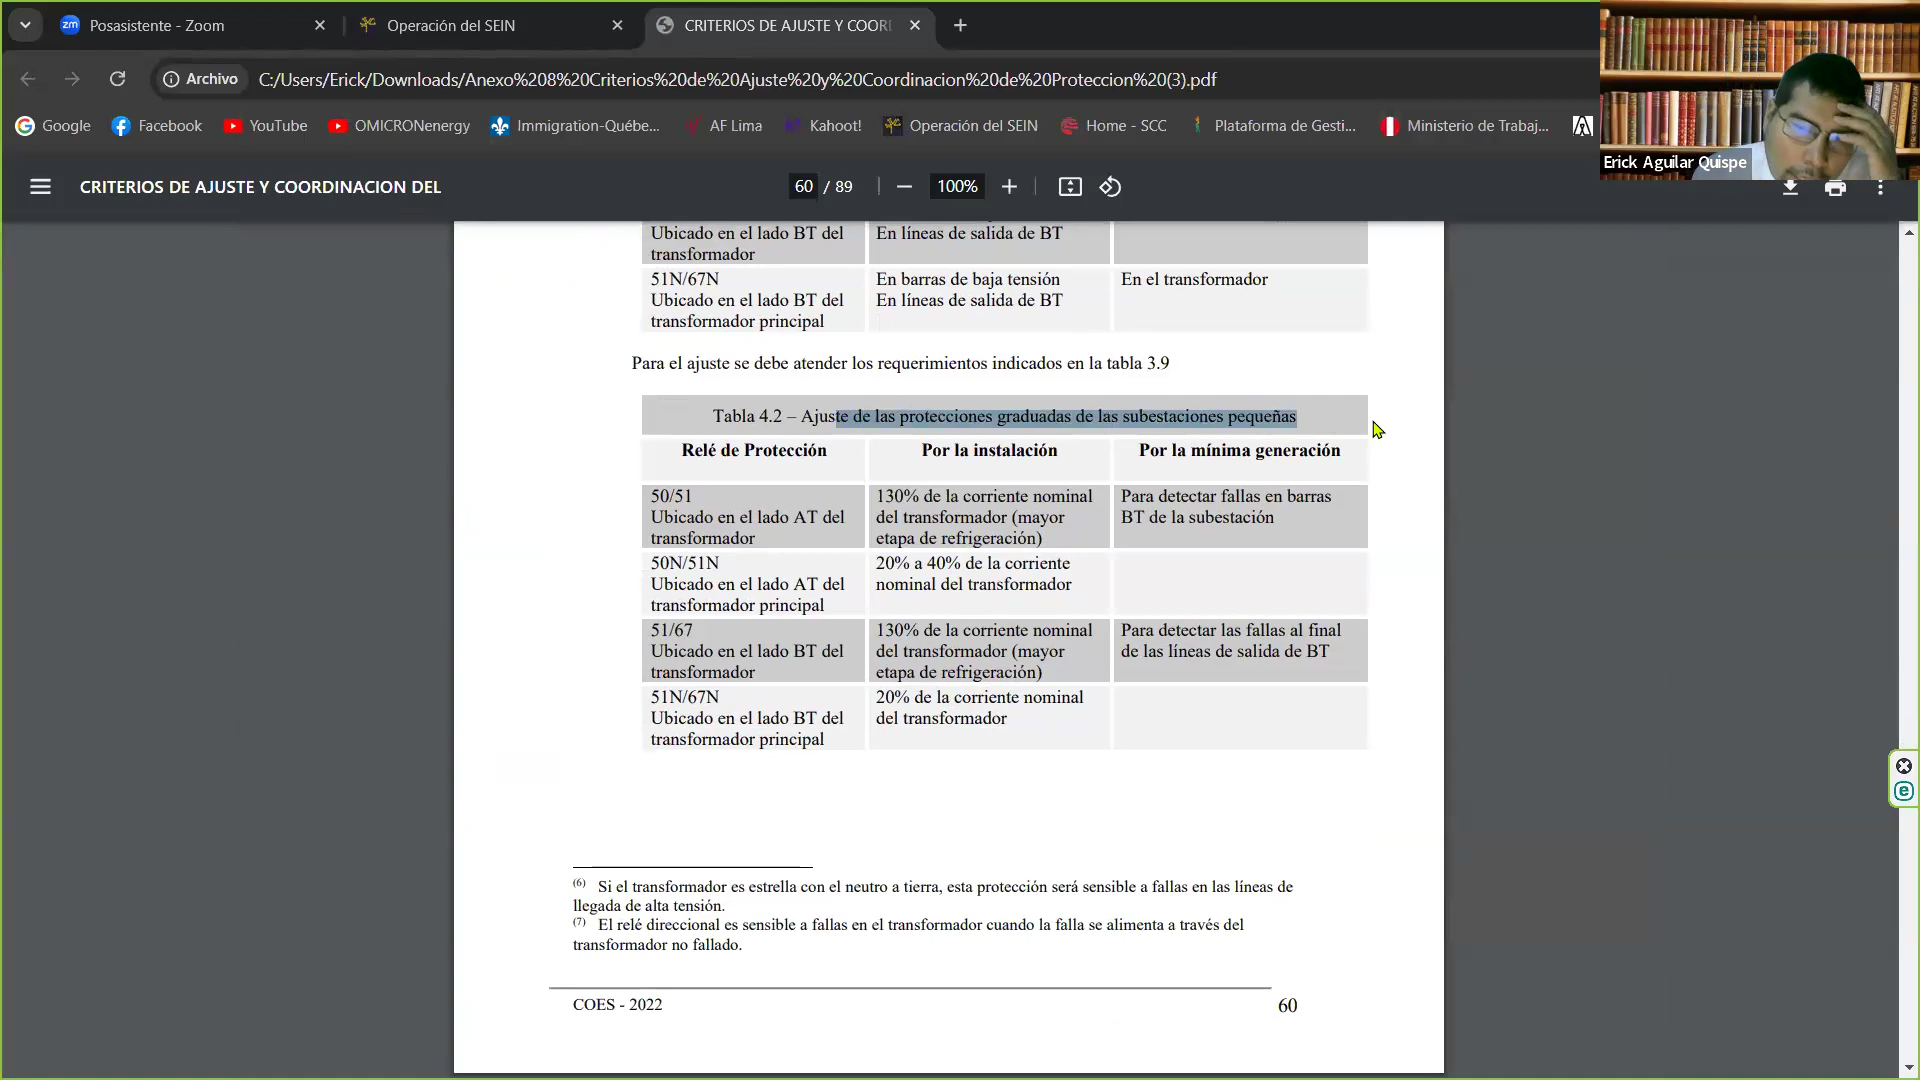 Posasistente - Zoom
Operación del SEIN
CRITERIOS DE AJUSTE Y COORI
Archivo
C:/Users/Erick/Downloads/Anexo%208%20Criterios%20de%20Ajuste%20y%20Coordinacion%20de%20Proteccion%20(3).pdf
Google
Facebook
YouTube
OMICRONenergy
Immigration-Québe...
AF Lima
Kahoot!
Operación del SEIN
Home - SCC
Plataforma de Gesti...
Ministerio de Trabaj...
Erick Aguilar Quispe
CRITERIOS DE AJUSTE Y COORDINACION DEL
60 / 89
100%
Ubicado en el lado BT del
transformador
En líneas de salida de BT
51N/67N
Ubicado en el lado BT del
transformador principal
En barras de baja tensión
En líneas de salida de BT
En el transformador
Para el ajuste se debe atender los requerimientos indicados en la tabla 3.9
Tabla 4.2 – Ajuste de las protecciones graduadas de las subestaciones pequeñas
Relé de Protección
Por la instalación
Por la mínima generación
50/51
Ubicado en el lado AT del
transformador
130% de la corriente nominal
del transformador (mayor
etapa de refrigeración)
Para detectar fallas en barras
BT de la subestación
50N/51N
Ubicado en el lado AT del
transformador principal
20% a 40% de la corriente
nominal del transformador
51/67
Ubicado en el lado BT del
transformador
130% de la corriente nominal
del transformador (mayor
etapa de refrigeración)
Para detectar las fallas al final
de las líneas de salida de BT
51N/67N
Ubicado en el lado BT del
transformador principal
20% de la corriente nominal
del transformador
(6) Si el transformador es estrella con el neutro a tierra, esta protección será sensible a fallas en las líneas de
llegada de alta tensión.
(7) El relé direccional es sensible a fallas en el transformador cuando la falla se alimenta a través del
transformador no fallado.
COES - 2022
60